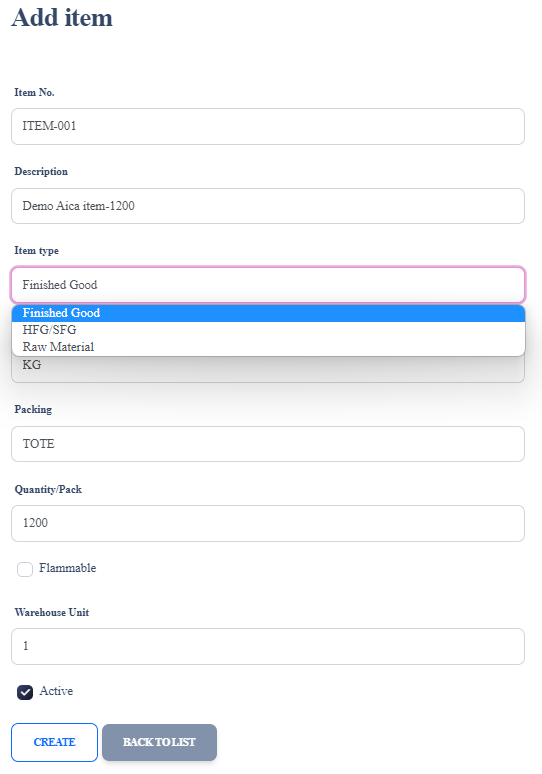 Add item
Item No.
ITEM-001
Description
Demo Aica item-1200
Item type
Finished Good
Finished Good
HFG/SFG
Raw Material
KG
Packing
TOTE
Quantity/Pack
1200
Flammable
Warehouse Unit
1
Active
CREATE BACK TO LIST